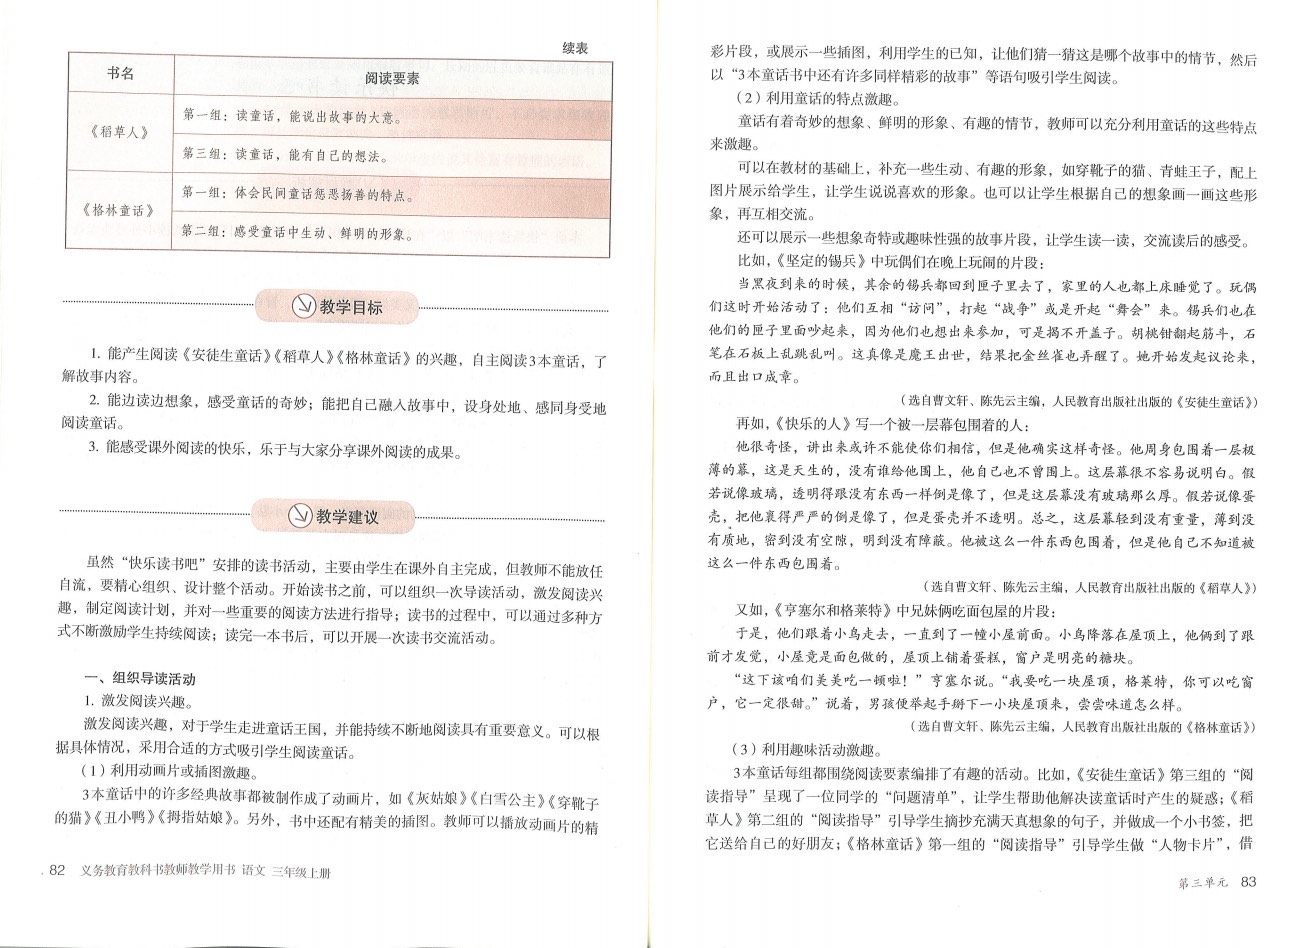 续表
书名
阅读要素
《稻草人》
第一组：读童话，能说出故事的大意。
第三组：读童话，能有自己的想法。
《格林童话》
第一组：体会民间童话惩恶扬善的特点。
第二组：感受童话中生动、鲜明的形象。
教学目标
1. 能产生阅读《安徒生童话》《稻草人》《格林童话》的兴趣，自主阅读3本童话，了
解故事内容。
2. 能边读边想象，感受童话的奇妙；能把自己融入故事中，设身处地、感同身受地
阅读童话。
3. 能感受课外阅读的快乐，乐于与大家分享课外阅读的成果。
教学建议
虽然“快乐读书吧”安排的读书活动，主要由学生在课外自主完成，但教师不能放任
自流，要精心组织、设计整个活动。开始读书之前，可以组织一次导读活动，激发阅读兴
趣，制定阅读计划，并对一些重要的阅读方法进行指导；读书的过程中，可以通过多种方
式不断激励学生持续阅读；读完一本书后，可以开展一次读书交流活动。
一、组织导读活动
1. 激发阅读兴趣。
激发阅读兴趣，对于学生走进童话王国，并能持续不断地阅读具有重要意义。可以根
据具体情况，采用合适的方式吸引学生阅读童话。
（1）利用动画片或插图激趣。
3本童话中的许多经典故事都被制作成了动画片，如《灰姑娘》《白雪公主》《穿靴子
的猫》《丑小鸭》《拇指姑娘》。另外，书中还配有精美的插图。教师可以播放动画片的精
82 义务教育教科书教师教学用书 语文 三年级上册
彩片段，或展示一些插图，利用学生的已知，让他们猜一猜这是哪个故事中的情节，然后
以“3本童话书中还有许多同样精彩的故事”等语句吸引学生阅读。
（2）利用童话的特点激趣。
童话有着奇妙的想象、鲜明的形象、有趣的情节，教师可以充分利用童话的这些特点
来激趣。
可以在教材的基础上，补充一些生动、有趣的形象，如穿靴子的猫、青蛙王子，配上
图片展示给学生，让学生说说喜欢的形象。也可以让学生根据自己的想象画一画这些形
象，再互相交流。
还可以展示一些想象奇特或趣味性强的故事片段，让学生读一读，交流读后的感受。
比如，《坚定的锡兵》中玩偶们在晚上玩闹的片段：
当黑夜到来的时候，其余的锡兵都回到匣子里去了，家里的人也都上床睡觉了。玩偶
们这时开始活动了：他们互相“访问”，打起“战争”或是开起“舞会”来。锡兵们也在
他们的匣子里面吵起来，因为他们也想出来参加，可是揭不开盖子。胡桃钳翻起筋斗，石
笔在石板上乱跳乱叫。这真像是魔王出世，结果把金丝雀也弄醒了。她开始发起议论来，
而且出口成章。
（选自曹文轩、陈先云主编，人民教育出版社出版的《安徒生童话》）
再如，《快乐的人》写一个被一层幕包围着的人：
他很奇怪，讲出来或许不能使你们相信，但是他确实这样奇怪。他周身包围着一层极
薄的幕，这是天生的，没有谁给他围上，他自己也不曾围上。这层幕很不容易说明白。假
若说像玻璃，透明得跟没有东西一样倒是像了，但是这层幕没有玻璃那么厚。假若说像蛋
壳，把他裹得严严的倒是像了，但是蛋壳并不透明。总之，这层幕轻到没有重量，薄到没
有质地，密到没有空隙，明到没有障蔽。他被这么一件东西包围着，但是他自己不知道被
这么一件东西包围着。
（选自曹文轩、陈先云主编，人民教育出版社出版的《稻草人》）
又如，《亨塞尔和格莱特》中兄妹俩吃面包屋的片段：
于是，他们跟着小鸟走去，一直到了一幢小屋前面。小鸟降落在屋顶上，他俩到了跟
前才发觉，小屋竟是面包做的，屋顶上铺着蛋糕，窗户是明亮的糖块。
“这下该咱们美美吃一顿啦！”亨塞尔说。“我要吃一块屋顶，格莱特，你可以吃窗
户，它一定很甜。”说着，男孩便举起手掰下一小块屋顶来，尝尝味道怎么样。
（选自曹文轩、陈先云主编，人民教育出版社出版的《格林童话》）
（3）利用趣味活动激趣。
3本童话每组都围绕阅读要素编排了有趣的活动。比如，《安徒生童话》第三组的“阅
读指导”呈现了一位同学的“问题清单”，让学生帮助他解决读童话时产生的疑惑；《稻
草人》第二组的“阅读指导”引导学生摘抄充满天真想象的句子，并做成一个小书签，把
它送给自己的好朋友；《格林童话》第一组的“阅读指导”引导学生做“人物卡片”，借
第三单元 83